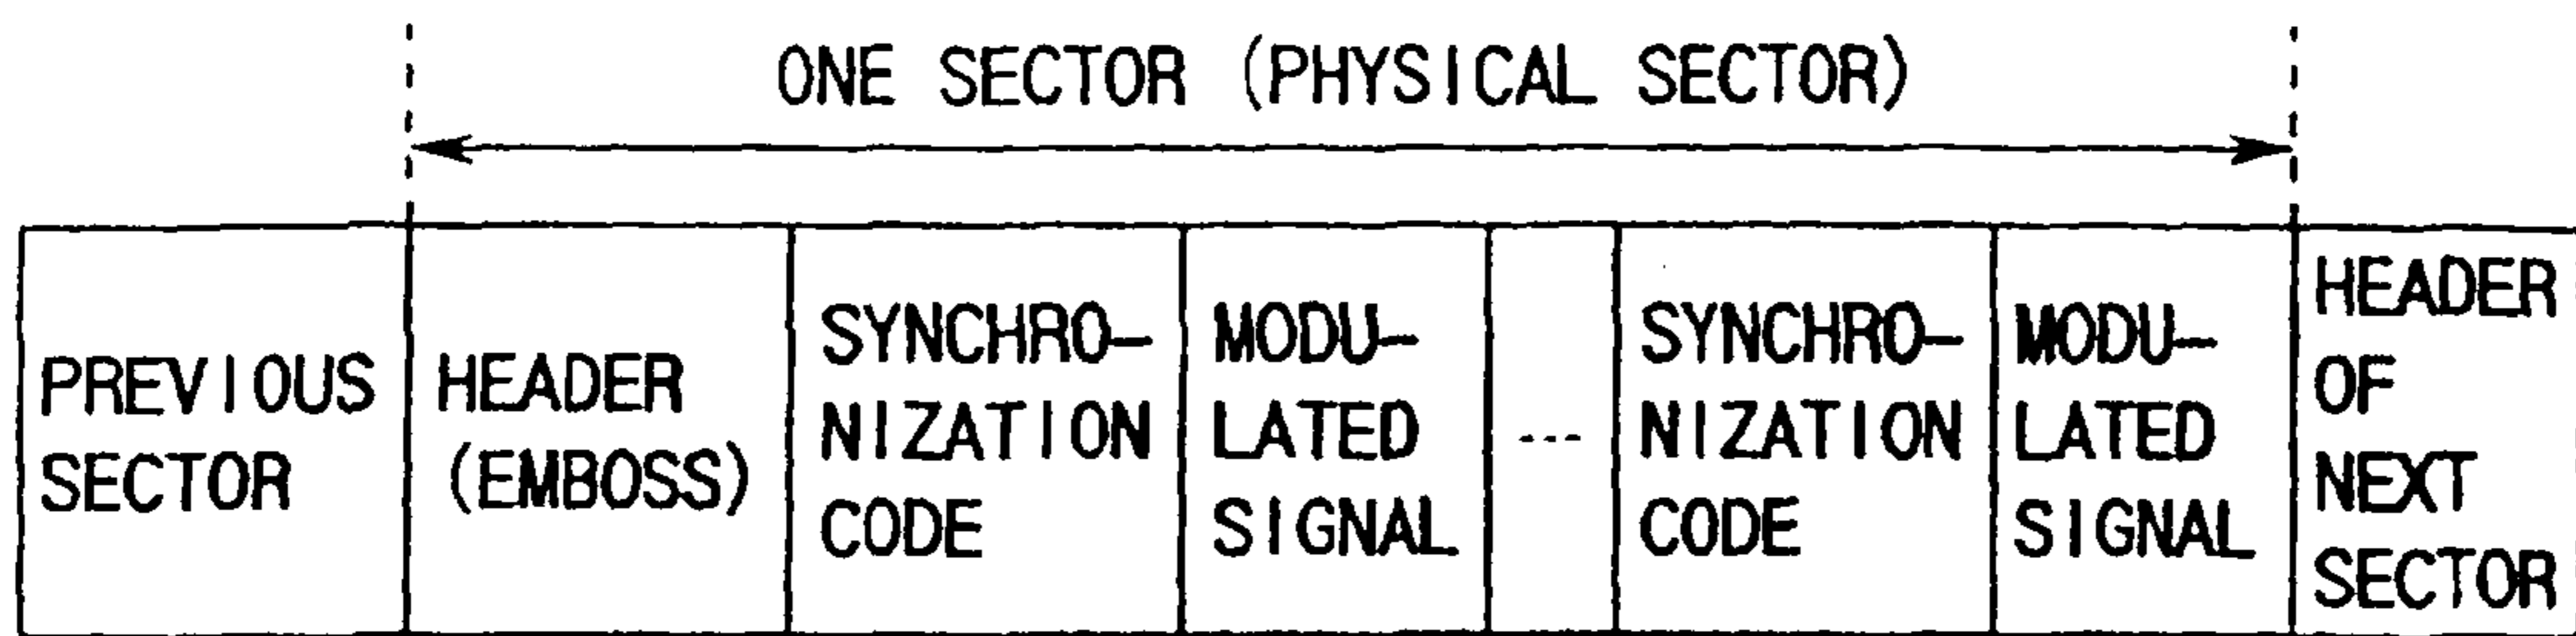 ONE SECTOR (PHYSICAL SECTOR)
PREVIOUS
SECTOR
HEADER
(EMBOSS)
SYNCHRO-
NIZATION
CODE
MODU-
LATED
SIGNAL
---
SYNCHRO-
NIZATION
CODE
MODU-
LATED
SIGNAL
HEADER
OF
NEXT
SECTOR